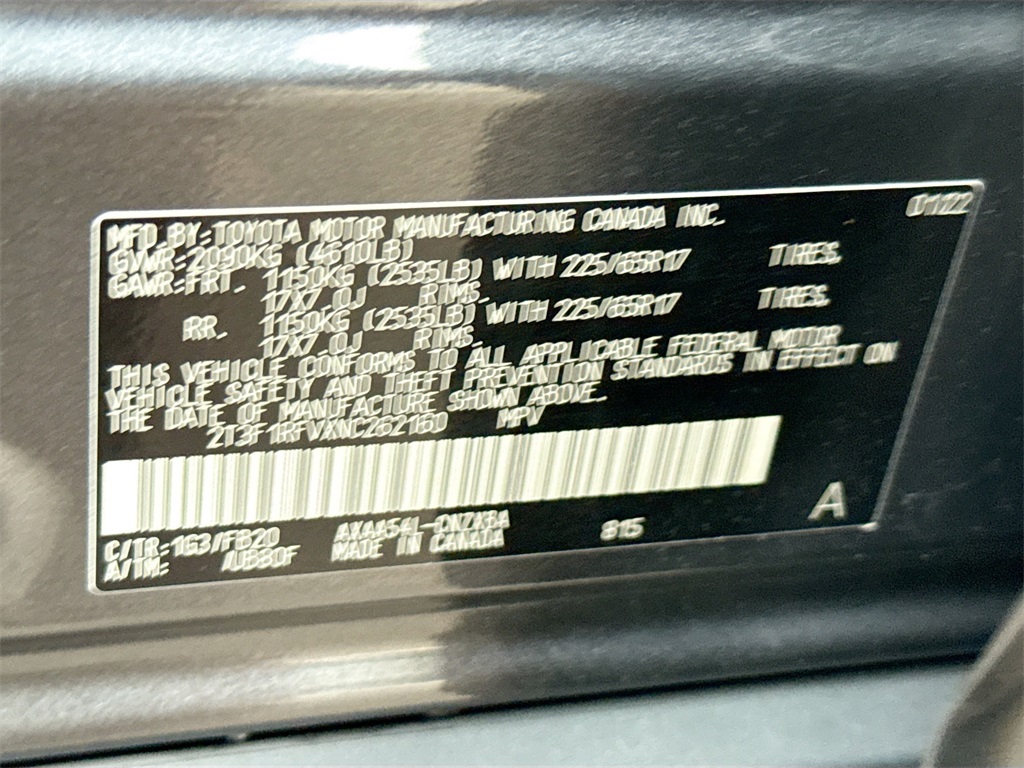 MFD. BY: TOYOTA MOTOR MANUFACTURING CANADA INC. 01/22
GVWR: 2090KG (4610LB)
GAWR: FRT. 1150KG (2535LB) WITH 225/65R17 TIRES.
17X7.0J RIMS.
RR. 1150KG (2535LB) WITH 225/65R17 TIRES.
17X7.0J RIMS.
THIS VEHICLE CONFORMS TO ALL APPLICABLE FEDERAL MOTOR
VEHICLE SAFETY AND THEFT PREVENTION STANDARDS IN EFFECT ON
THE DATE OF MANUFACTURE SHOWN ABOVE.
2T3F1RFVXNC262160 MPV
C/TR: 1G3/FB20 815 A
A/TM: /UB80F MADE IN CANADA